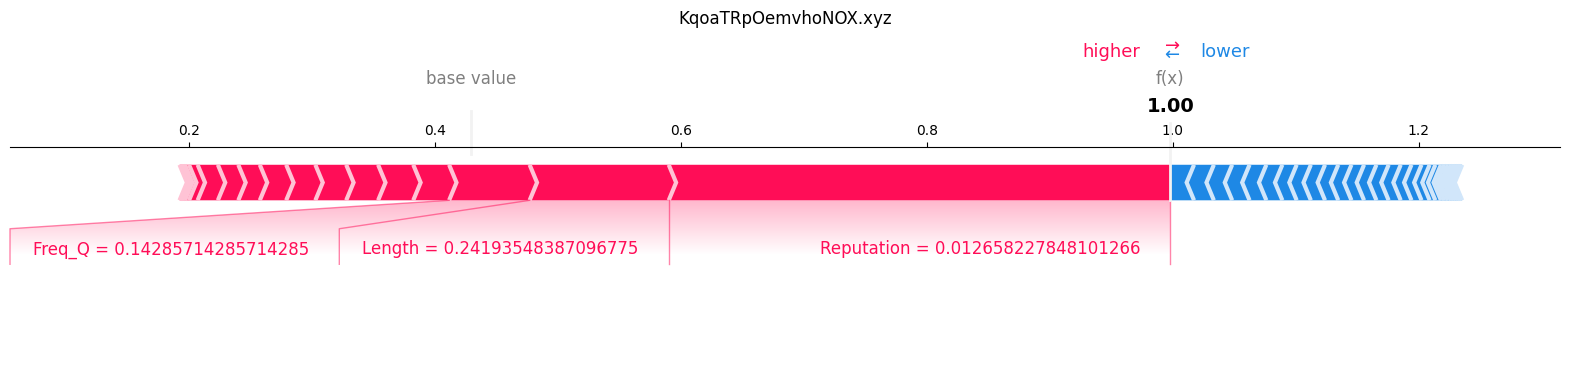 KqoaTRpOemvhoNOX.xyz
higher → ← lower
base value
f(x)
1.00
0.2 0.4 0.6 0.8 1.0 1.2
Freq_Q = 0.14285714285714285
Length = 0.24193548387096775
Reputation = 0.012658227848101266